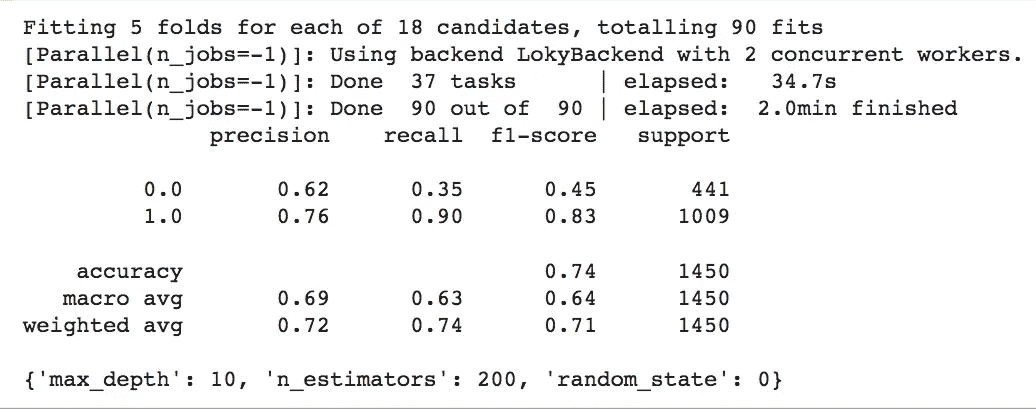 Fitting 5 folds for each of 18 candidates, totalling 90 fits
[Parallel(n_jobs=-1)]: Using backend LokyBackend with 2 concurrent workers.
[Parallel(n_jobs=-1)]: Done  37 tasks      | elapsed:   34.7s
[Parallel(n_jobs=-1)]: Done  90 out of  90 | elapsed:  2.0min finished
              precision    recall  f1-score   support

         0.0       0.62      0.35      0.45       441
         1.0       0.76      0.90      0.83      1009

    accuracy                           0.74      1450
   macro avg       0.69      0.63      0.64      1450
weighted avg       0.72      0.74      0.71      1450

{'max_depth': 10, 'n_estimators': 200, 'random_state': 0}